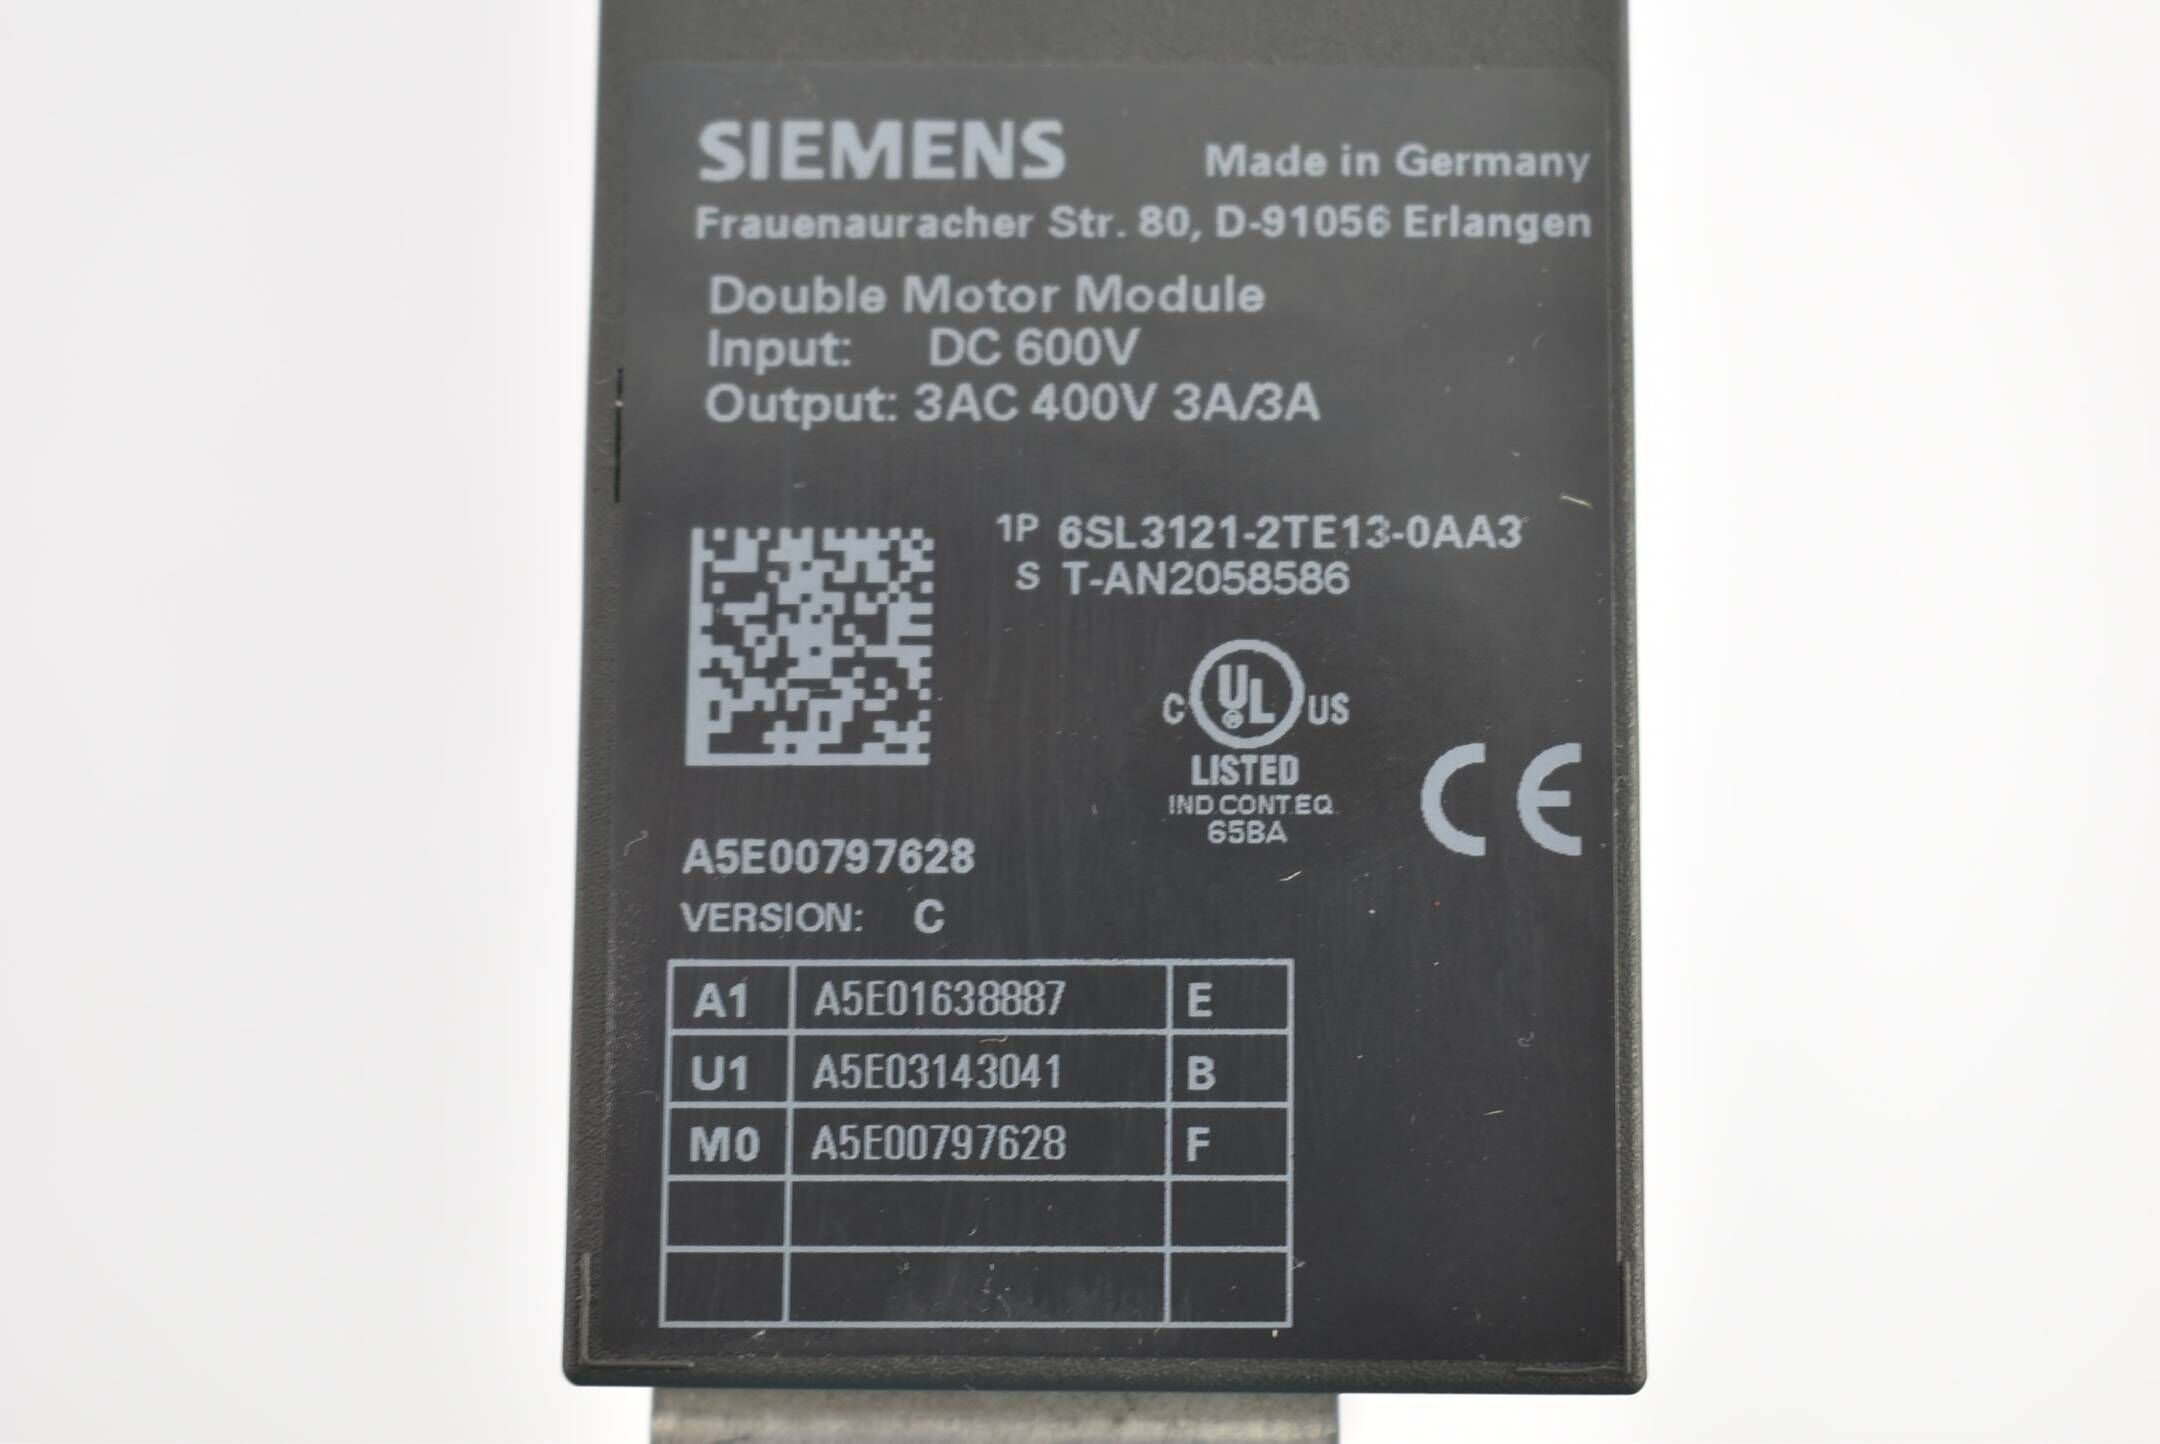 SIEMENS Made in Germany
Frauenauracher Str. 80, D-91056 Erlangen
Double Motor Module
Input: DC 600V
Output: 3AC 400V 3A/3A
1P 6SL3121-2TE13-0AA3
S T-AN2058586
C UL® US
LISTED
IND.CONT.EQ.
65BA
CE
A5E00797628
VERSION: C
A1 A5E01638887 E
U1 A5E03143041 B
M0 A5E00797628 F